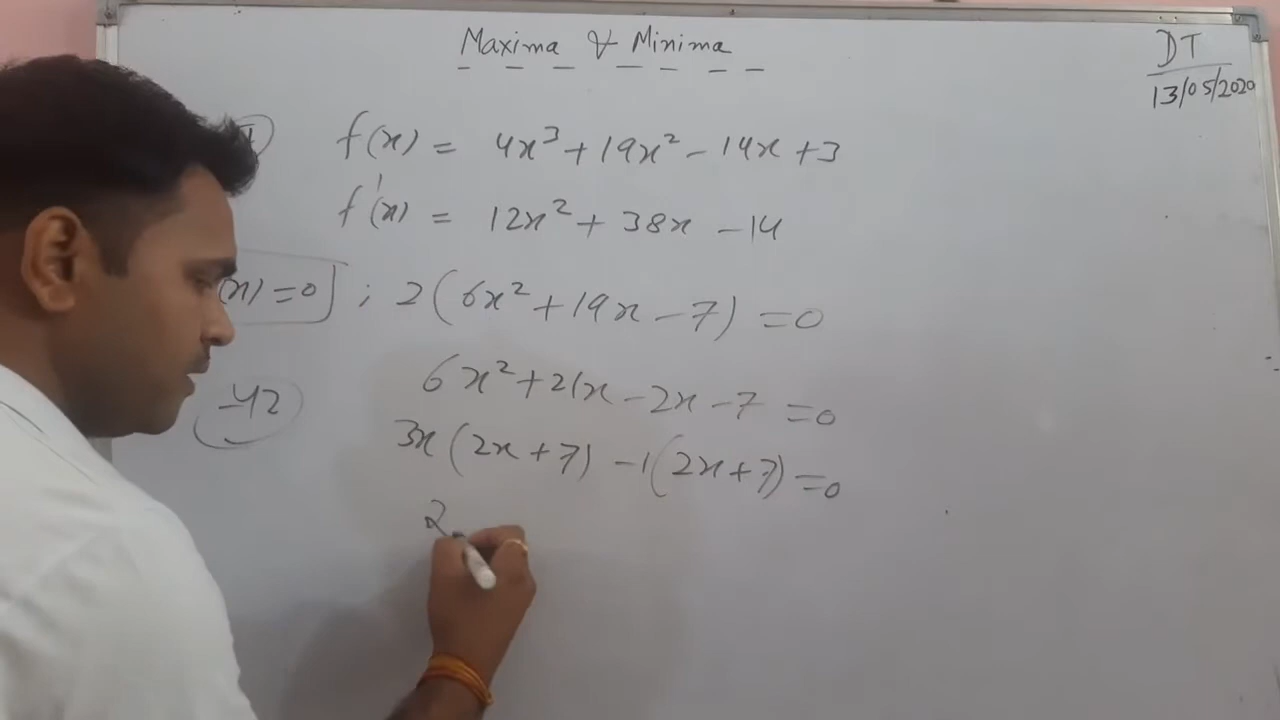 Maxima & Minima
DT
13/05/2020
f(x) = 4x³ + 19x² - 14x + 3
f'(x) = 12x² + 38x - 14
(x) = 0 ; 2(6x² + 19x - 7) = 0
6x² + 21x - 2x - 7 = 0
-42
3x(2x + 7) - 1(2x + 7) = 0
2